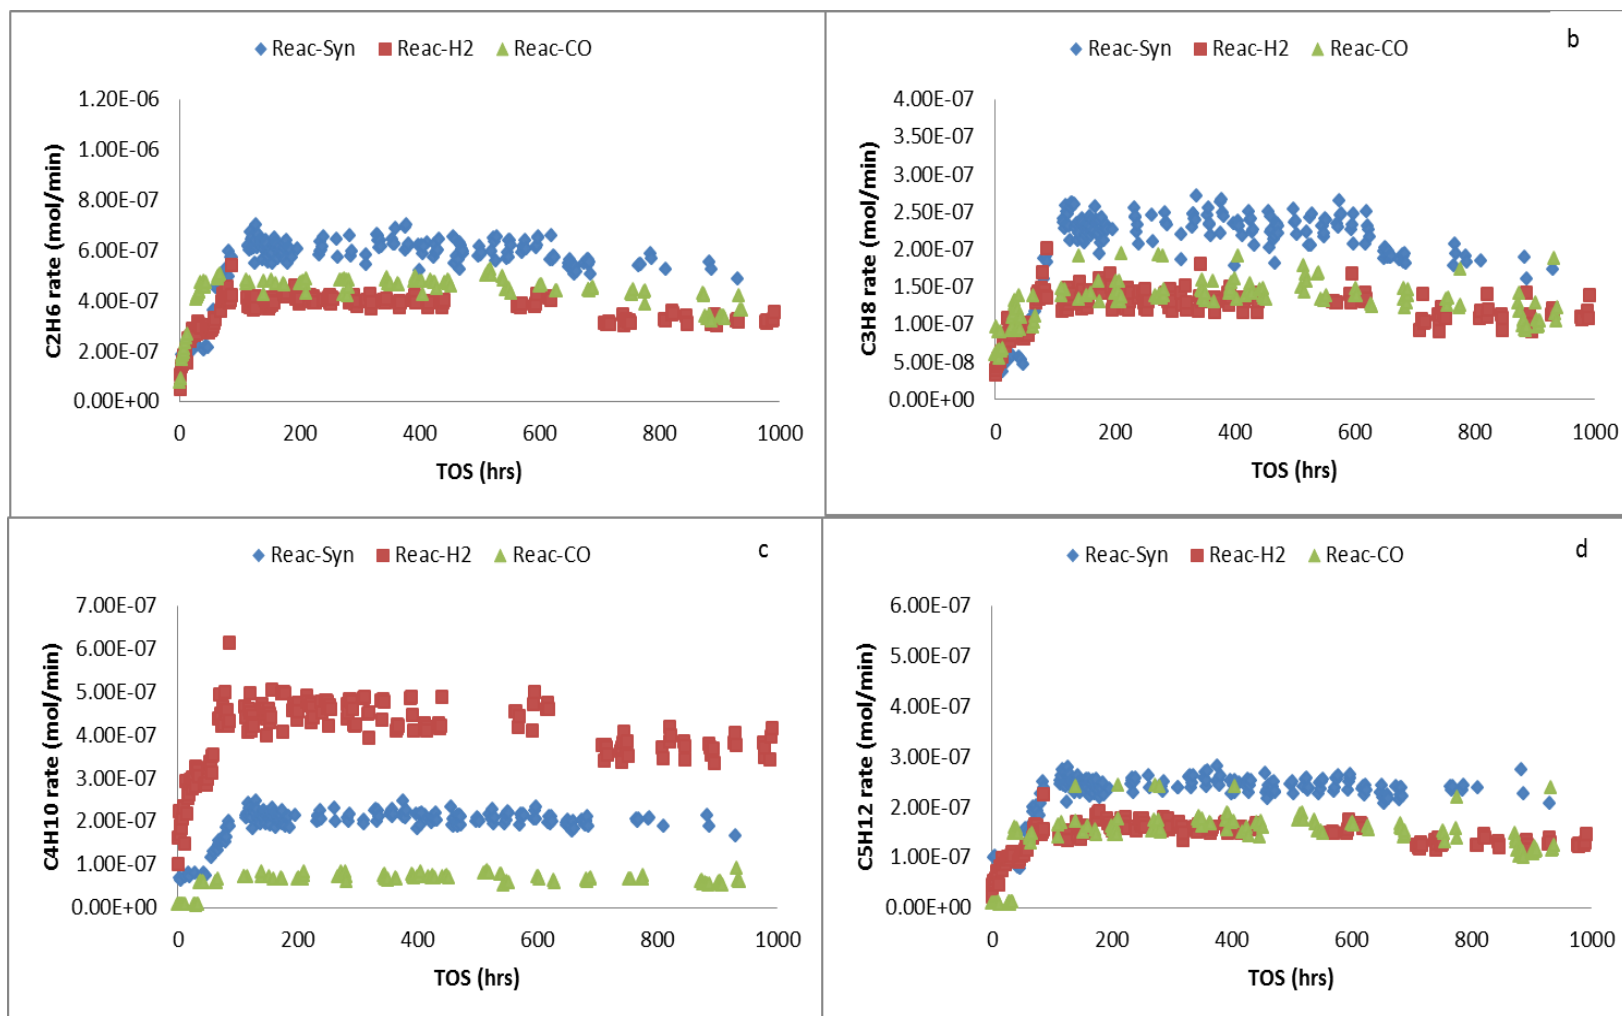 Reac-Syn Reac-H2 Reac-CO
1.20E-06
1.00E-06
8.00E-07
6.00E-07
4.00E-07
2.00E-07
0.00E+00
C2H6 rate (mol/min)
0 200 400 600 800 1000
TOS (hrs)
b
Reac-Syn Reac-H2 Reac-CO
4.00E-07
3.50E-07
3.00E-07
2.50E-07
2.00E-07
1.50E-07
1.00E-07
5.00E-08
0.00E+00
C3H8 rate (mol/min)
0 200 400 600 800 1000
TOS (hrs)
c
Reac-Syn Reac-H2 Reac-CO
7.00E-07
6.00E-07
5.00E-07
4.00E-07
3.00E-07
2.00E-07
1.00E-07
0.00E+00
C4H10 rate (mol/min)
0 200 400 600 800 1000
TOS (hrs)
d
Reac-Syn Reac-H2 Reac-CO
6.00E-07
5.00E-07
4.00E-07
3.00E-07
2.00E-07
1.00E-07
0.00E+00
C5H12 rate (mol/min)
0 200 400 600 800 1000
TOS (hrs)